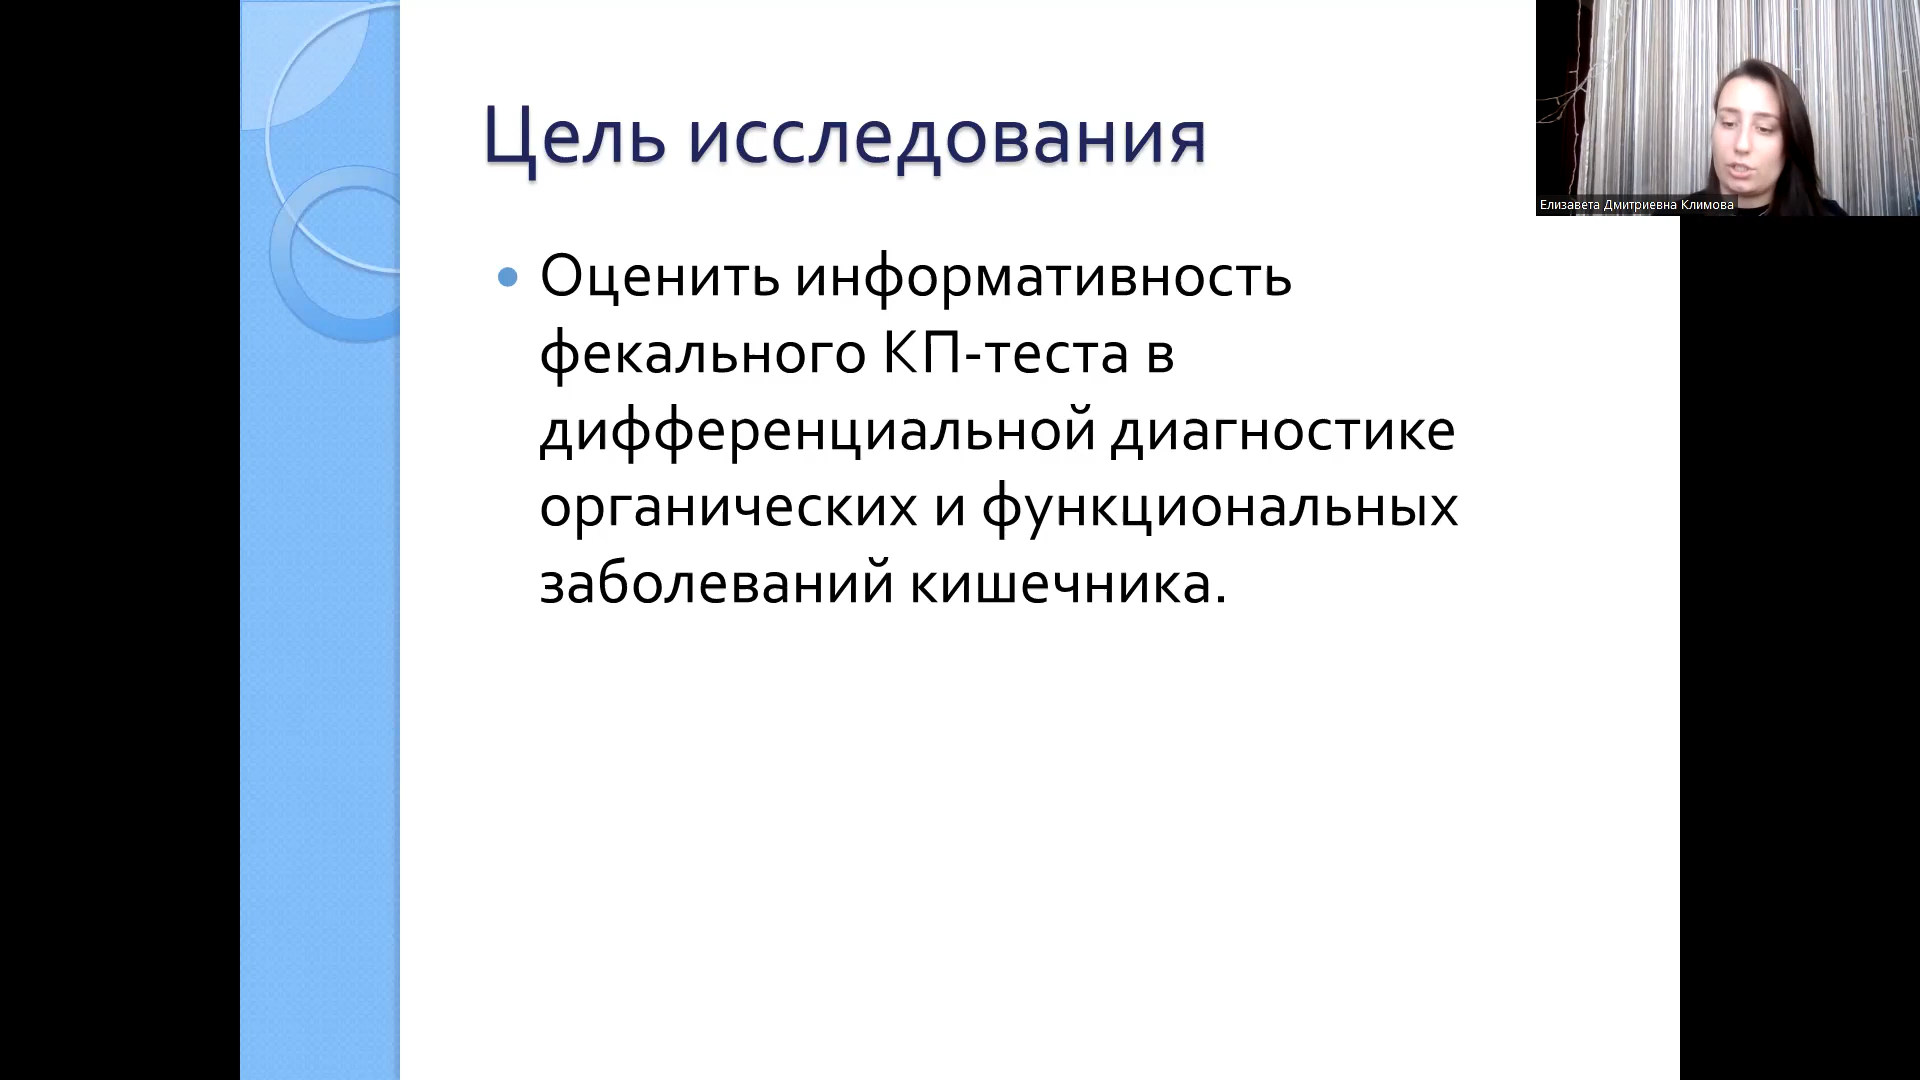 Цель исследования
Оценить информативность
фекального КП-теста в
дифференциальной диагностике
органических и функциональных
заболеваний кишечника.
Елизавета Дмитриевна Климова